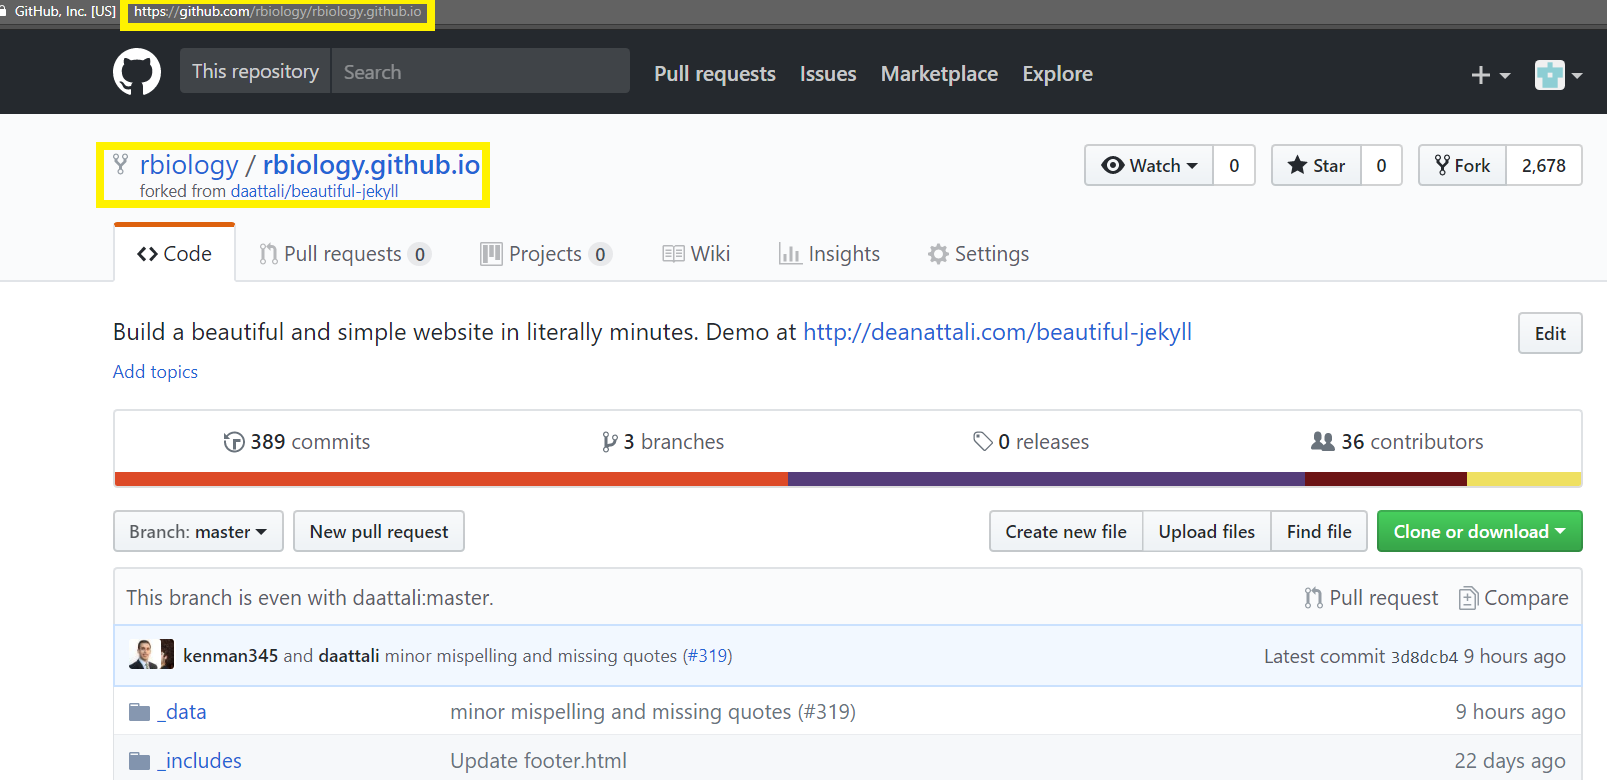 GitHub, Inc. [US] https://github.com/rbiology/rbiology.github.io
This repository Search Pull requests Issues Marketplace Explore
rbiology / rbiology.github.io Watch 0 Star 0 Fork 2,678
forked from daattali/beautiful-jekyll
Code Pull requests 0 Projects 0 Wiki Insights Settings
Build a beautiful and simple website in literally minutes. Demo at http://deanattali.com/beautiful-jekyll Edit
Add topics
389 commits 3 branches 0 releases 36 contributors
Branch: master New pull request Create new file Upload files Find file Clone or download
This branch is even with daattali:master. Pull request Compare
kenman345 and daattali minor mispelling and missing quotes (#319) Latest commit 3d8dcb4 9 hours ago
_data minor mispelling and missing quotes (#319) 9 hours ago
_includes Update footer.html 22 days ago